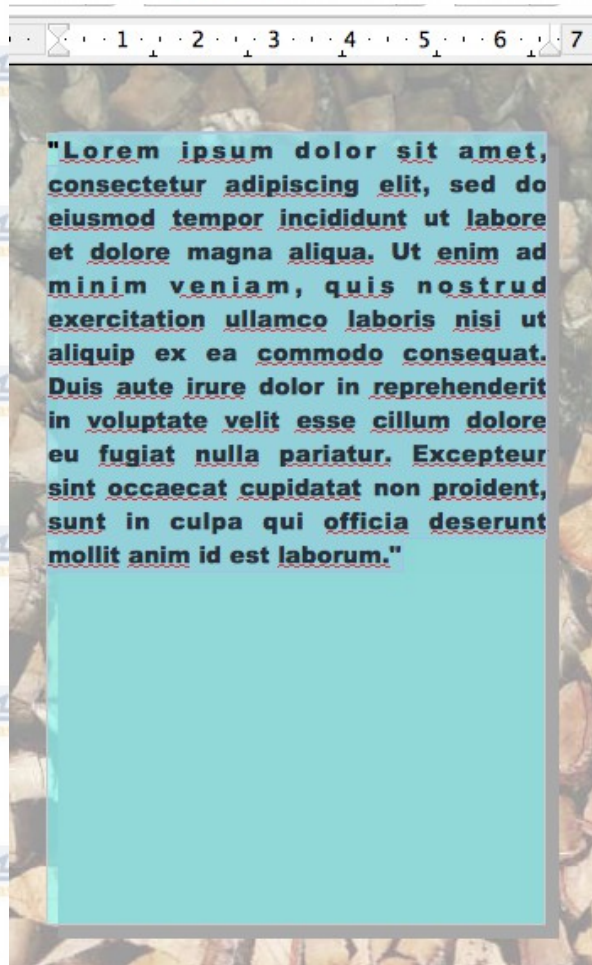 1 2 3 4 5 6 7
"Lorem ipsum dolor sit amet,
consectetur adipiscing elit, sed do
eiusmod tempor incididunt ut labore
et dolore magna aliqua. Ut enim ad
minim veniam, quis nostrud
exercitation ullamco laboris nisi ut
aliquip ex ea commodo consequat.
Duis aute irure dolor in reprehenderit
in voluptate velit esse cillum dolore
eu fugiat nulla pariatur. Excepteur
sint occaecat cupidatat non proident,
sunt in culpa qui officia deserunt
mollit anim id est laborum."